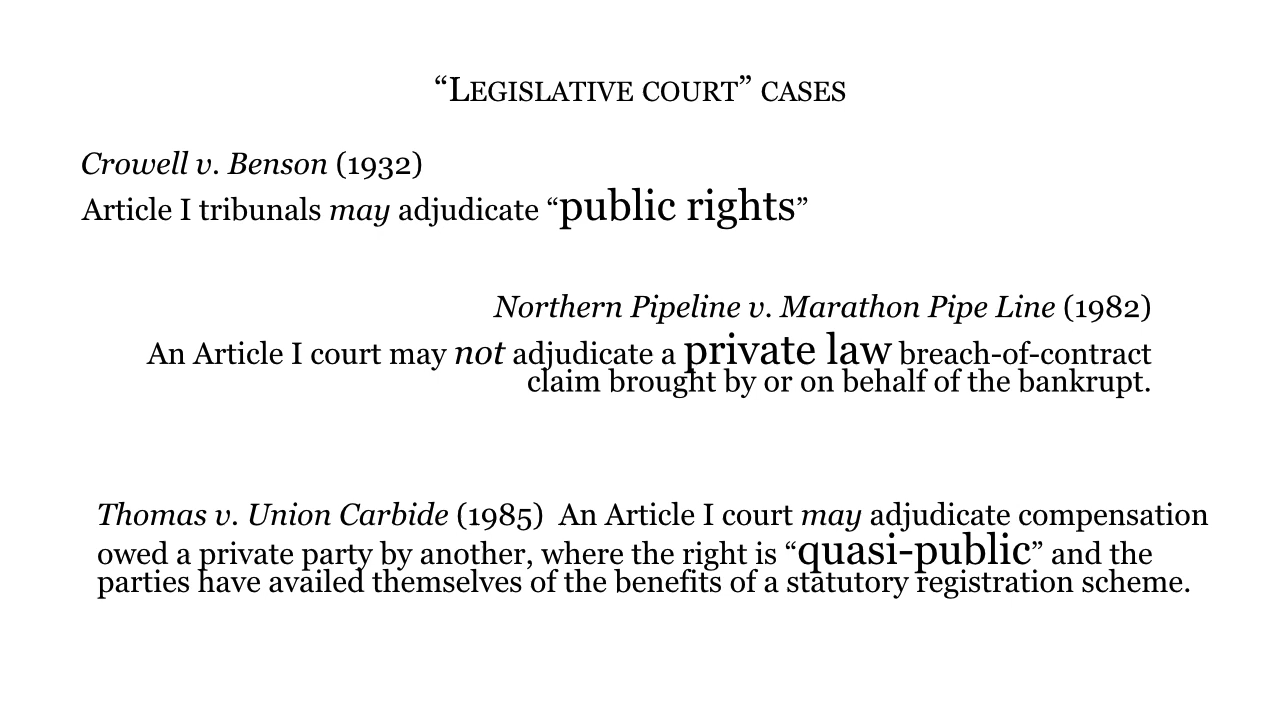 “LEGISLATIVE COURT” CASES
Crowell v. Benson (1932)
Article I tribunals may adjudicate “public rights”
Northern Pipeline v. Marathon Pipe Line (1982)
An Article I court may not adjudicate a private law breach-of-contract
claim brought by or on behalf of the bankrupt.
Thomas v. Union Carbide (1985)  An Article I court may adjudicate compensation
owed a private party by another, where the right is “quasi-public” and the
parties have availed themselves of the benefits of a statutory registration scheme.